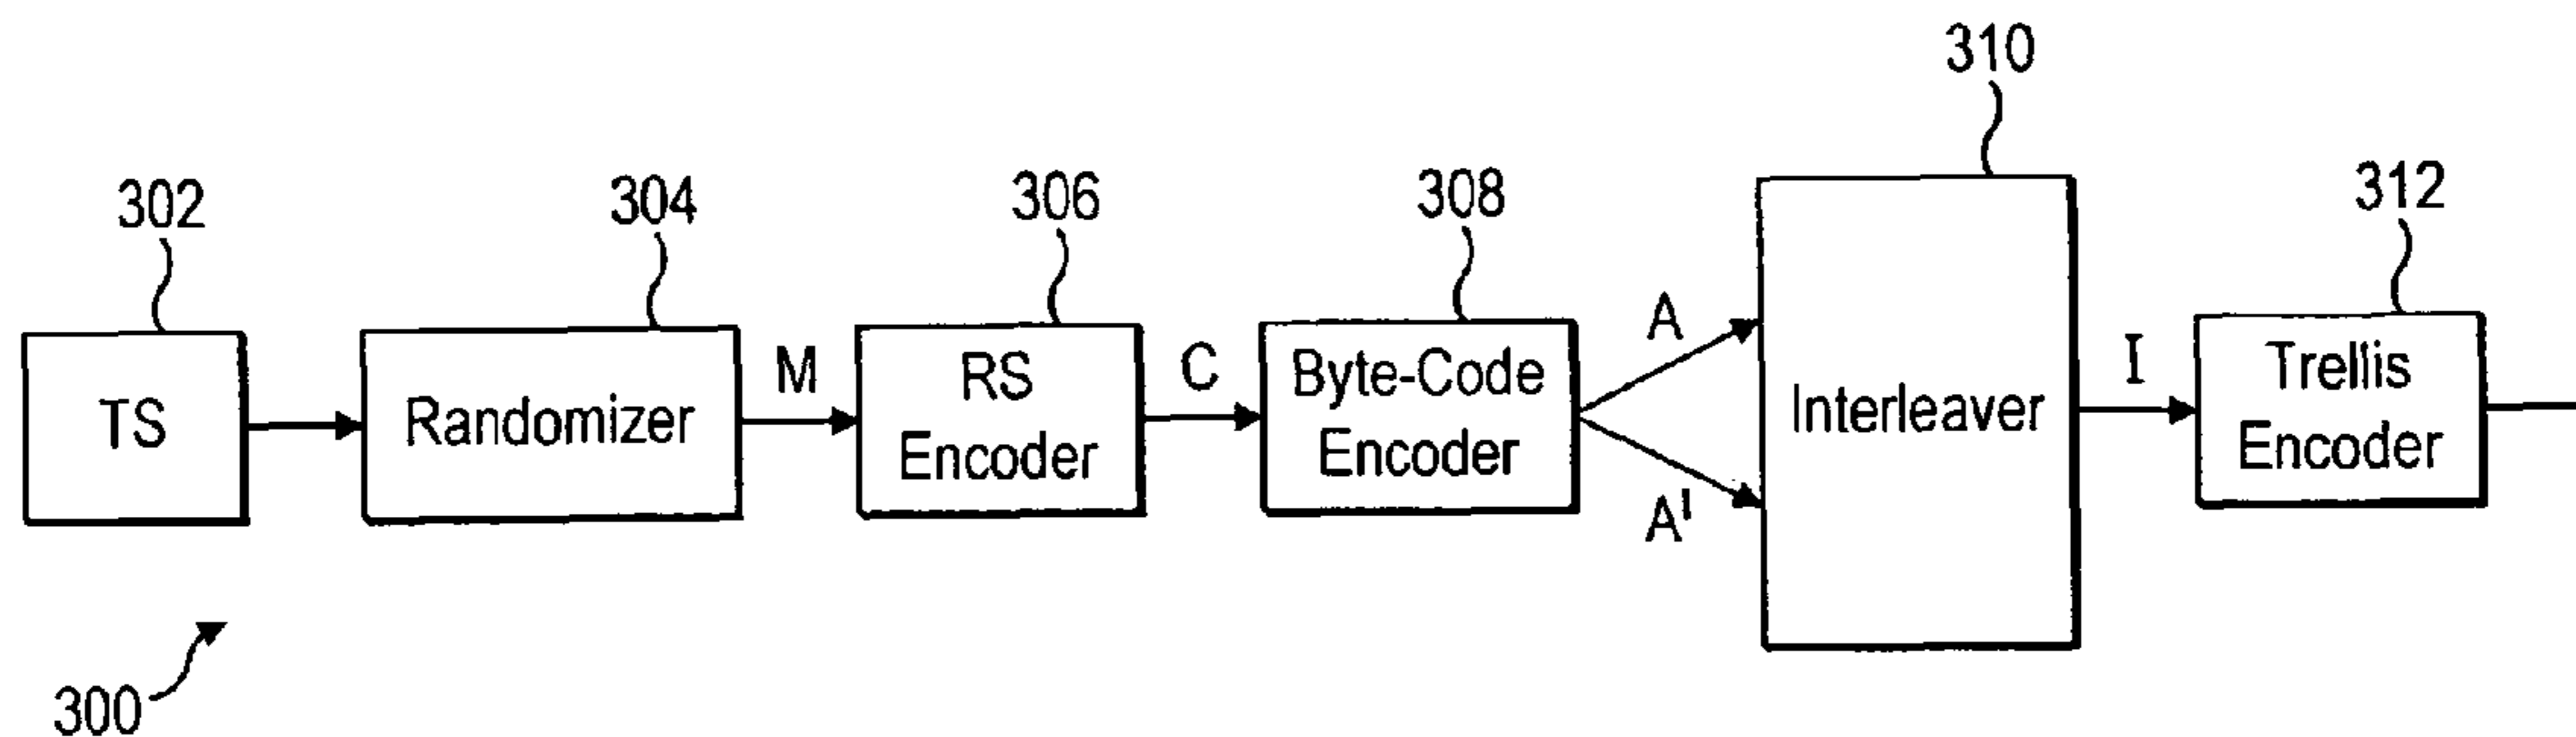 310
302
304
306
308
312
TS
Randomizer
M
RS
Encoder
C
Byte-Code
Encoder
A
A'
Interleaver
I
Trellis
Encoder
300